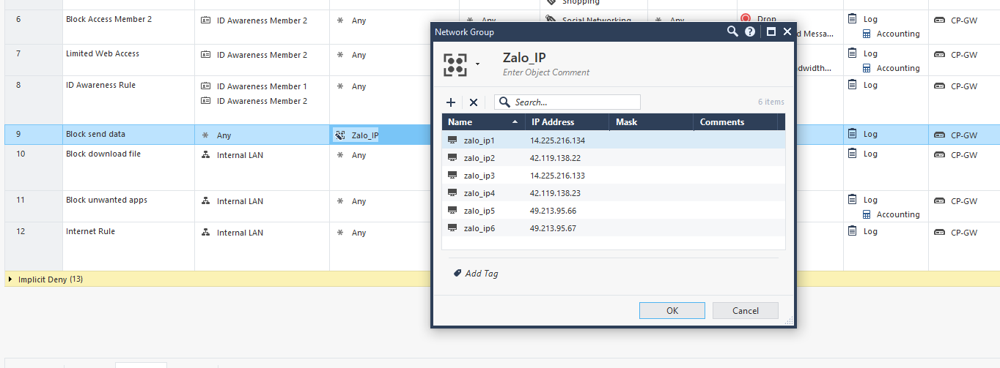 Shopping
6 Block Access Member 2 ID Awareness Member 2 Any Any Social Networking Any Drop Log CP-GW
d Messa... Accounting
7 Limited Web Access ID Awareness Member 2 Any Log CP-GW
ndwidth... Accounting
8 ID Awareness Rule ID Awareness Member 1 Any Log CP-GW
ID Awareness Member 2
9 Block send data Any Zalo_IP Log CP-GW
10 Block download file Internal LAN Any Log CP-GW
11 Block unwanted apps Internal LAN Any Log CP-GW
Accounting
12 Internet Rule Internal LAN Any Log CP-GW
Implicit Deny (13)
Network Group
Zalo_IP
Enter Object Comment
Search...
6 items
Name IP Address Mask Comments
zalo_ip1 14.225.216.134
zalo_ip2 42.119.138.22
zalo_ip3 14.225.216.133
zalo_ip4 42.119.138.23
zalo_ip5 49.213.95.66
zalo_ip6 49.213.95.67
Add Tag
OK Cancel